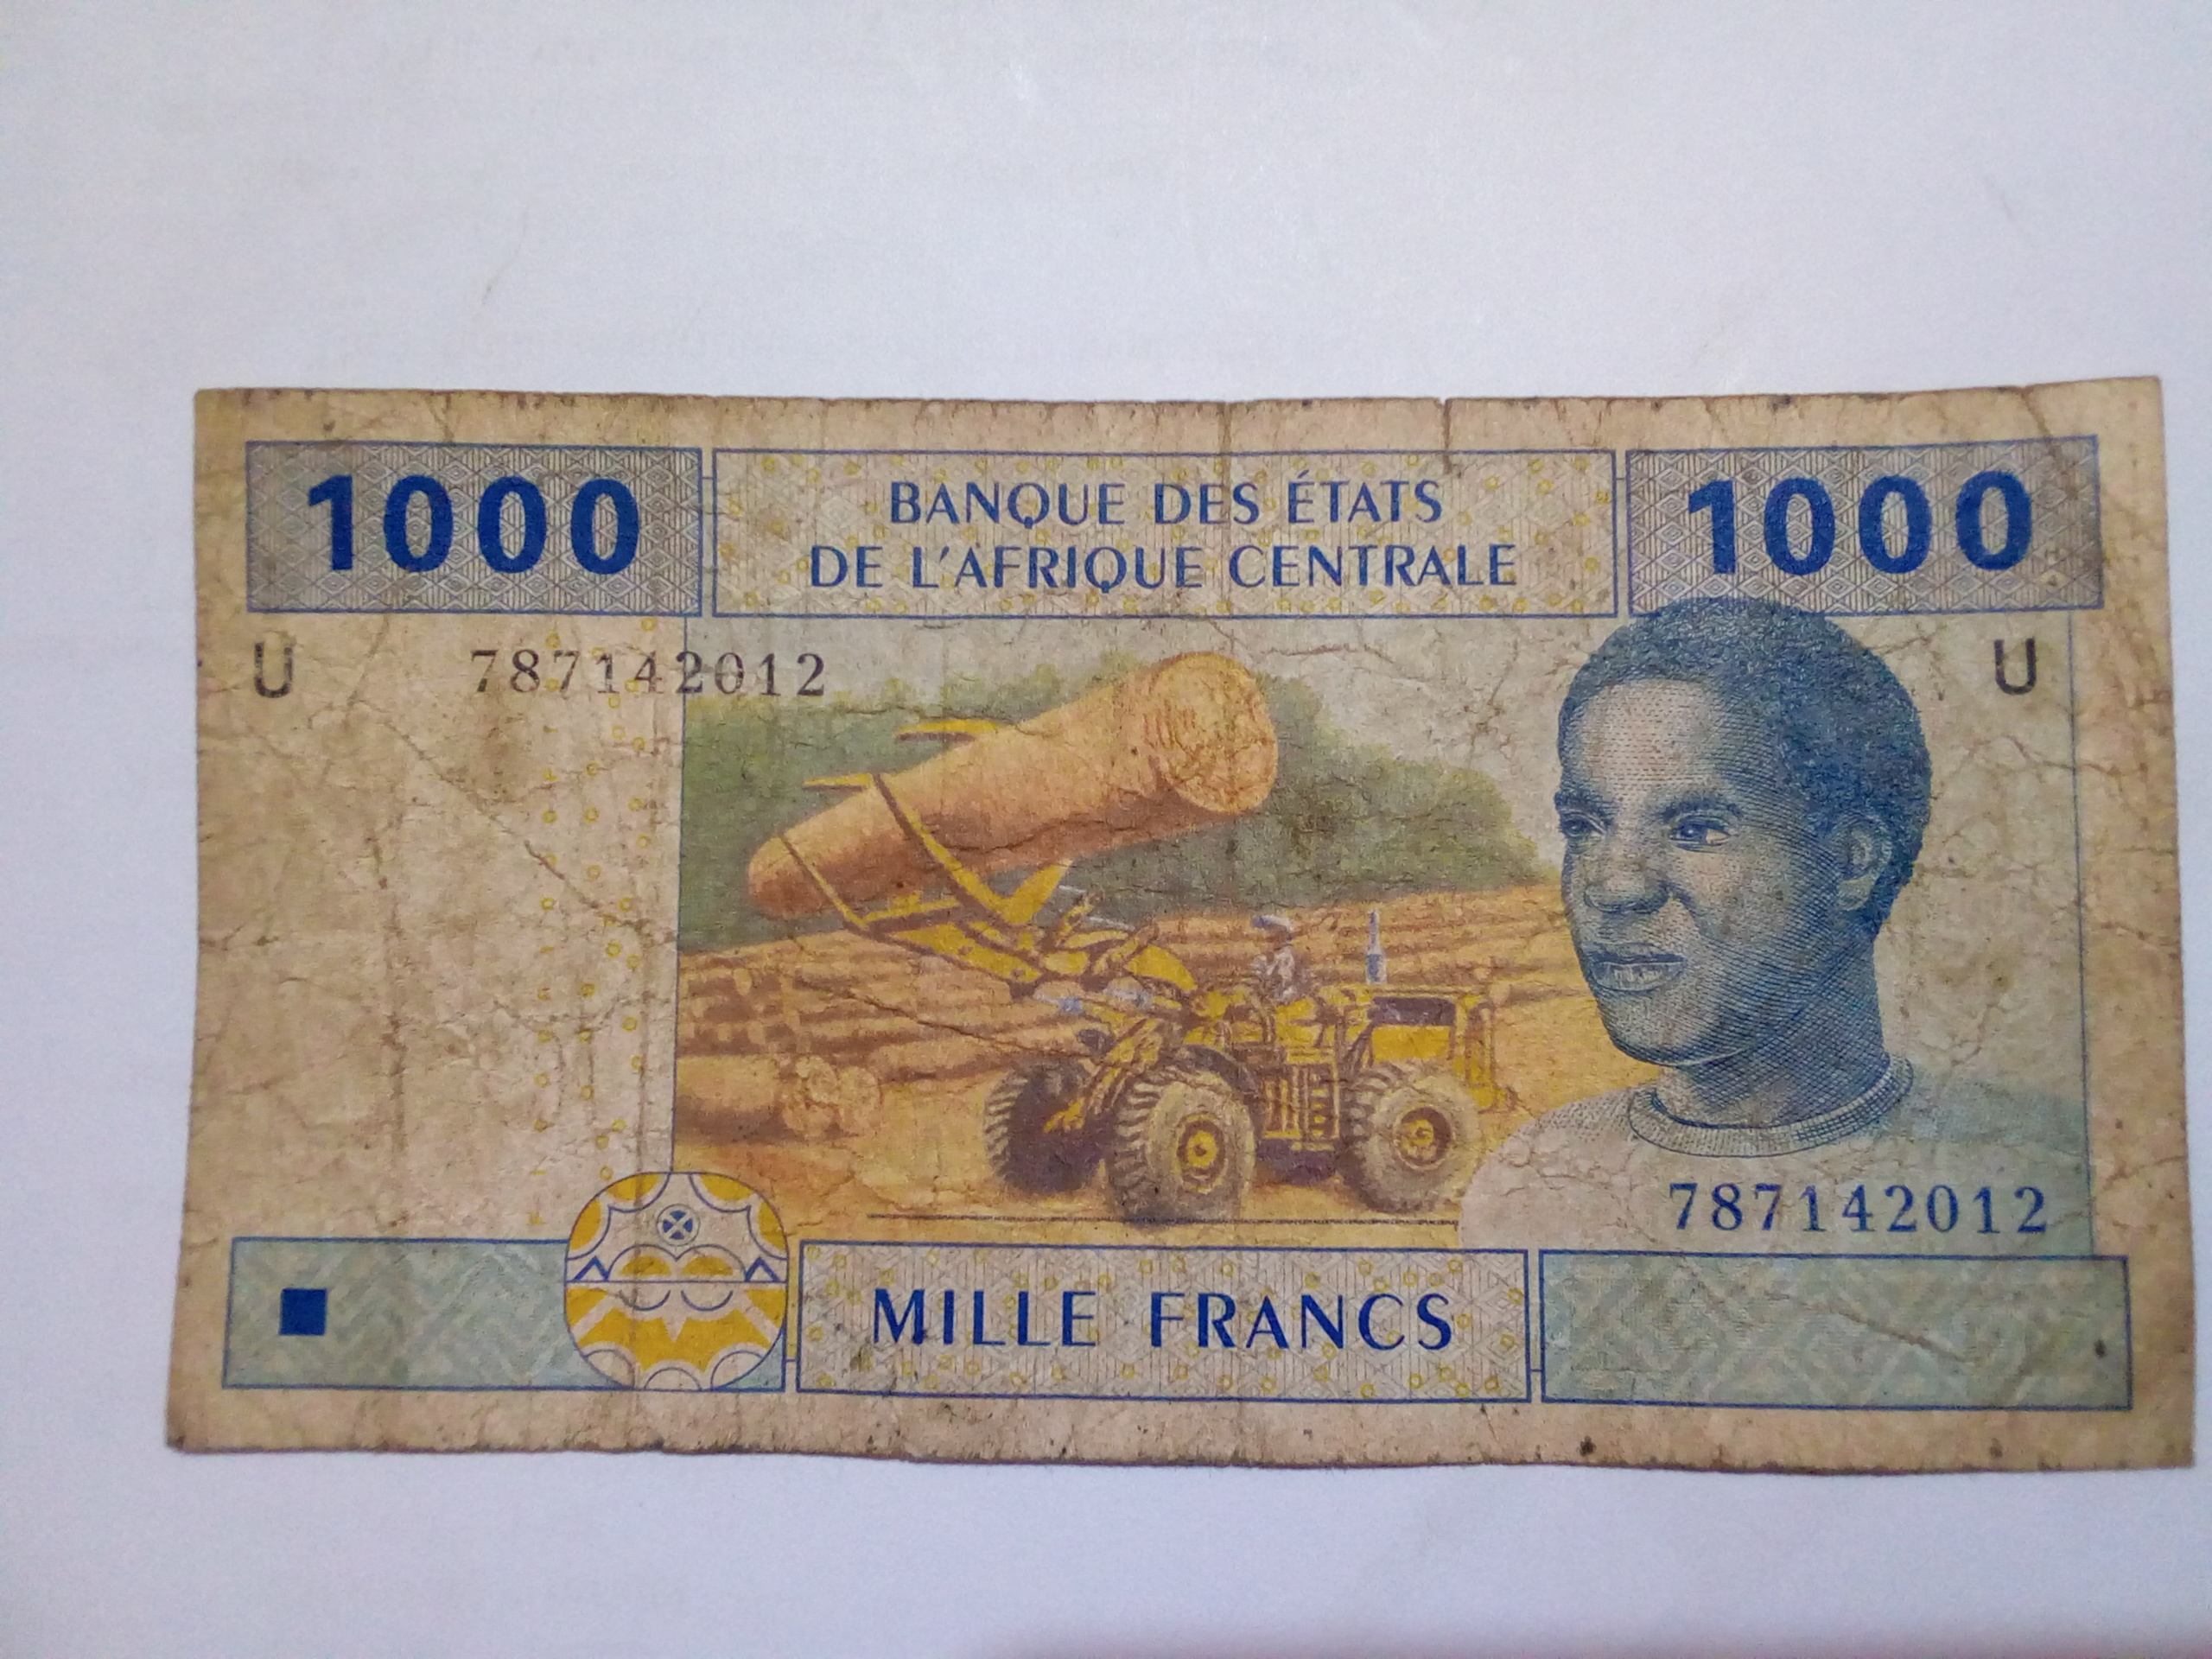 1000
BANQUE DES ÉTATS
DE L'AFRIQUE CENTRALE
1000
U
787142012
U
787142012
MILLE FRANCS